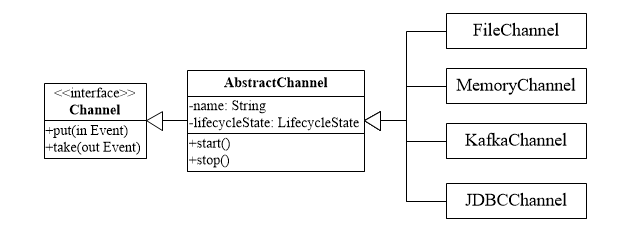 <<interface>>
Channel
+put(in Event)
+take(out Event)
AbstractChannel
-name: String
-lifecycleState: LifecycleState
+start()
+stop()
FileChannel
MemoryChannel
KafkaChannel
JDBCChannel